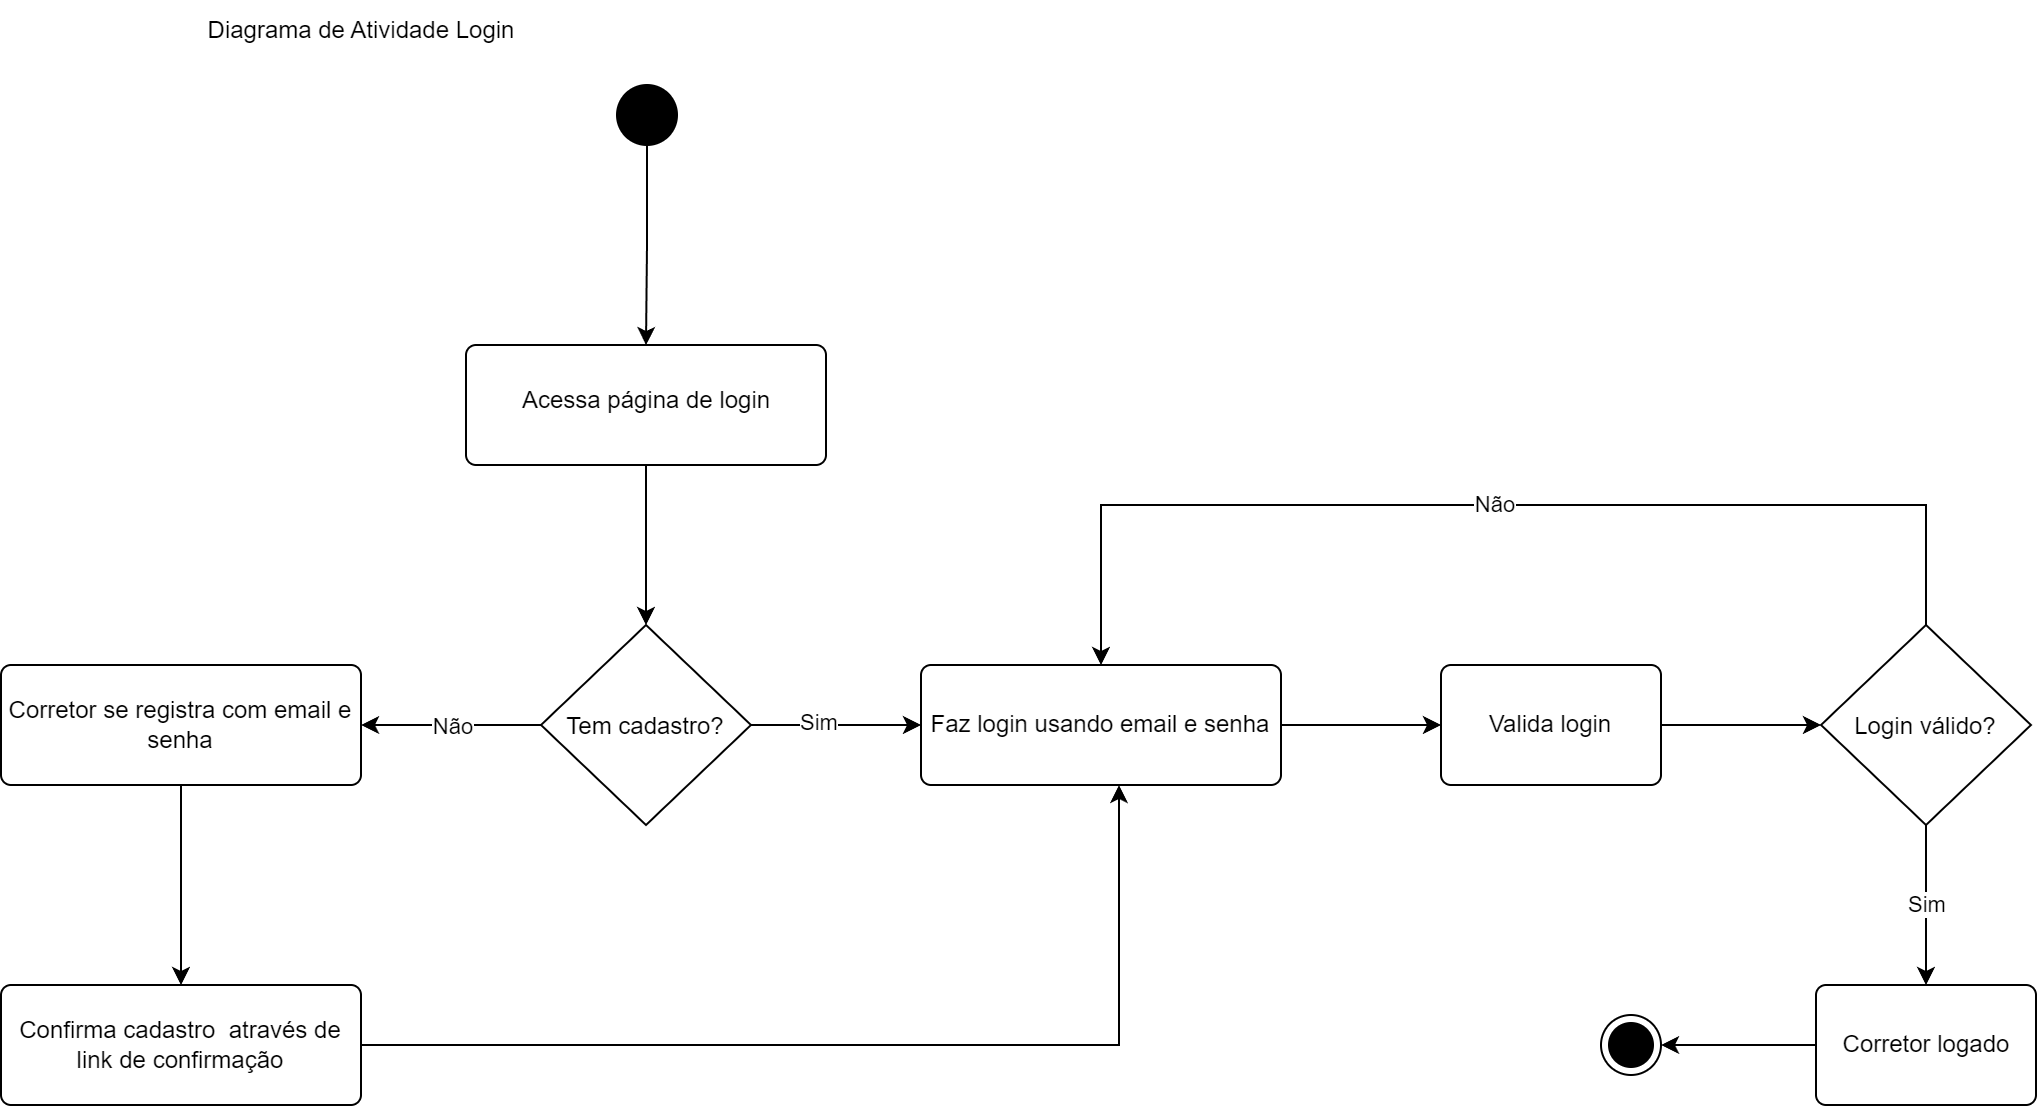 Diagrama de Atividade Login
Acessa página de login
Não
Corretor se registra com email e
senha
Não
Tem cadastro?
Sim
Faz login usando email e senha
Valida login
Login válido?
Sim
Confirma cadastro  através de
link de confirmação
Corretor logado